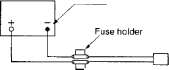 + −
Fuse holder